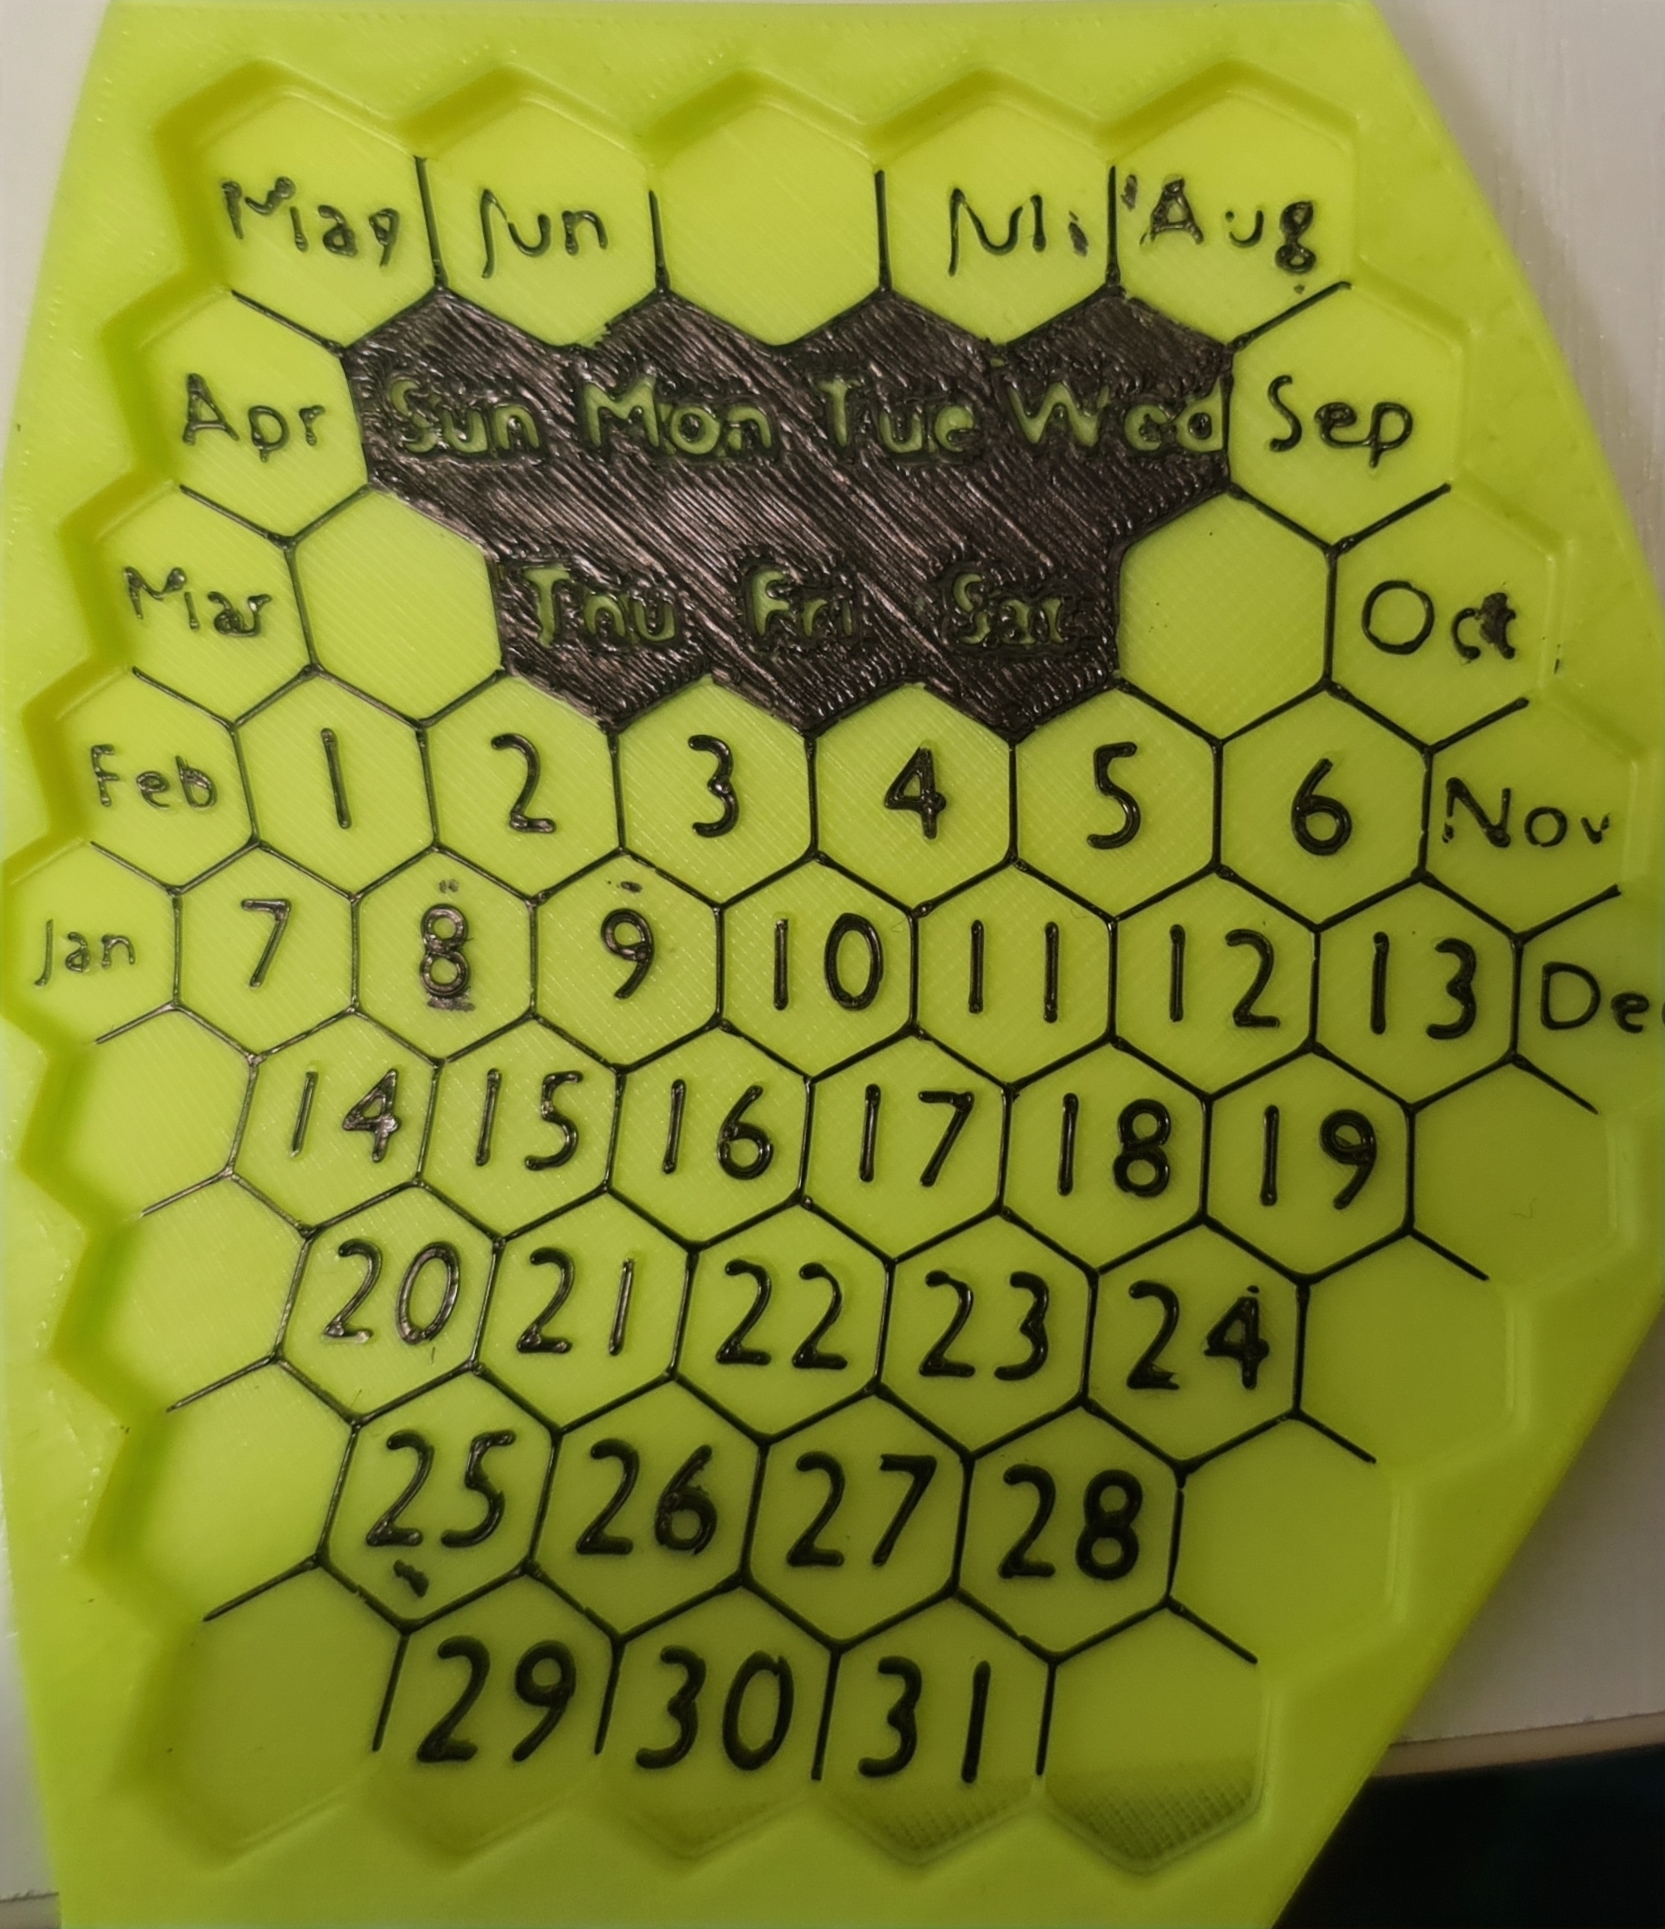 May Jun Jul Aug
Apr Sun Mon Tue Wed Sep
Mar Thu Fri Sat Oct
Feb 1 2 3 4 5 6 Nov
Jan 7 8 9 10 11 12 13 Dec
14 15 16 17 18 19
20 21 22 23 24
25 26 27 28
29 30 31